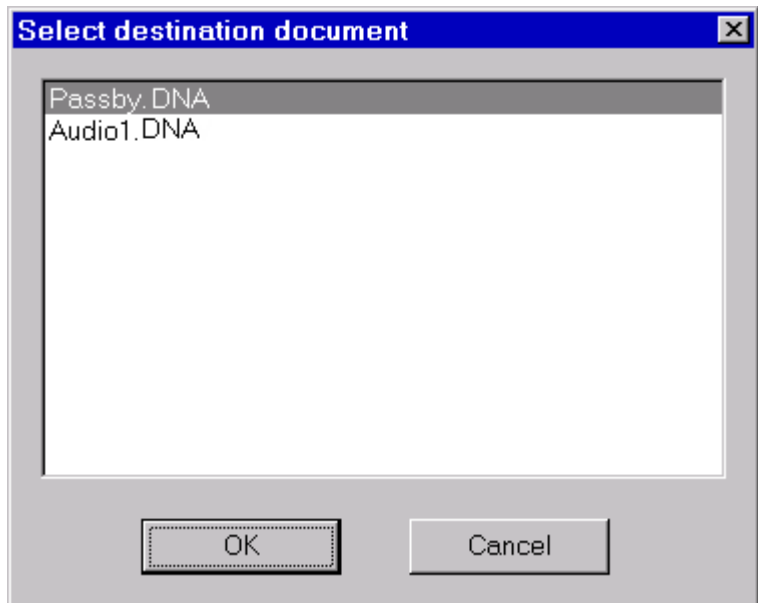 Select destination document
Passby.DNA
Audio1.DNA
OK
Cancel